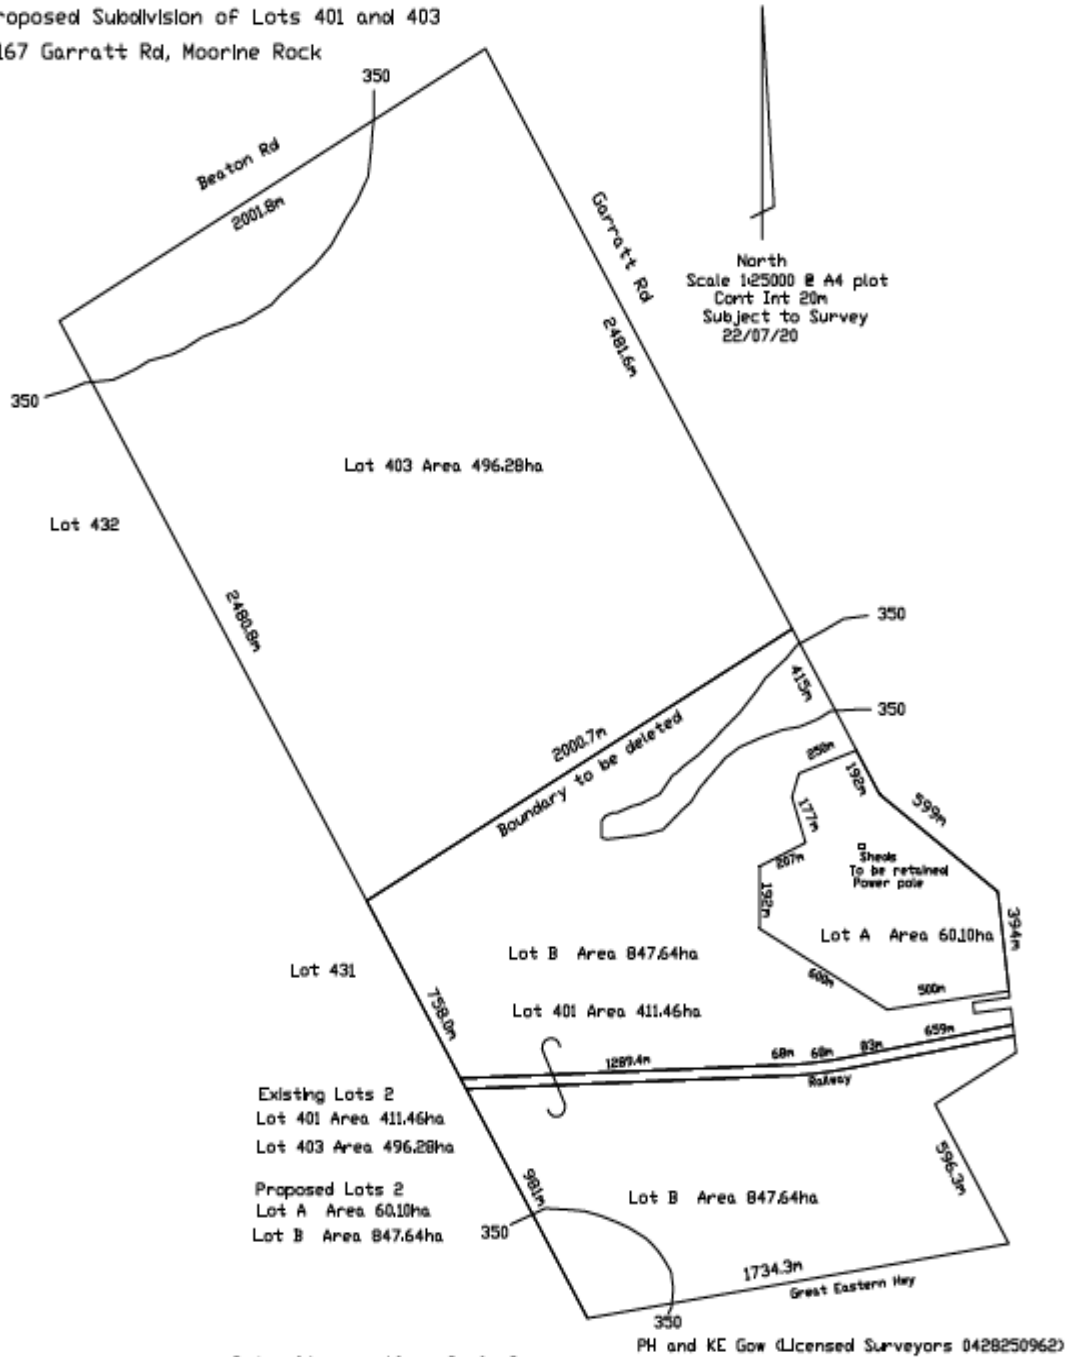 roposed Subdivision of Lots 401 and 403
167 Garratt Rd, Moorine Rock
350
Beaton Rd
2001.8m
Garratt Rd
2481.6m
North
Scale 1:25000 @ A4 plot
Cont Int 20m
Subject to Survey
22/07/20
350
Lot 403 Area 496.28ha
Lot 432
2480.8m
350
415m
350
2000.7m
Boundary to be deleted
250m
192m
599m
177m
207m
Sheds
To be retained
Power pole
192m
394m
Lot A Area 60.10ha
Lot B Area 847.64ha
600m
500m
Lot 431
758.0m
Lot 401 Area 411.46ha
1289.4m
68m
68m
83m
659m
Railway
Existing Lots 2
Lot 401 Area 411.46ha
Lot 403 Area 496.28ha
Proposed Lots 2
Lot A Area 60.10ha
Lot B Area 847.64ha
981m
596.3m
Lot B Area 847.64ha
350
1734.3m
Great Eastern Hwy
350
PH and KE Gow (Licensed Surveyors 0428250962)